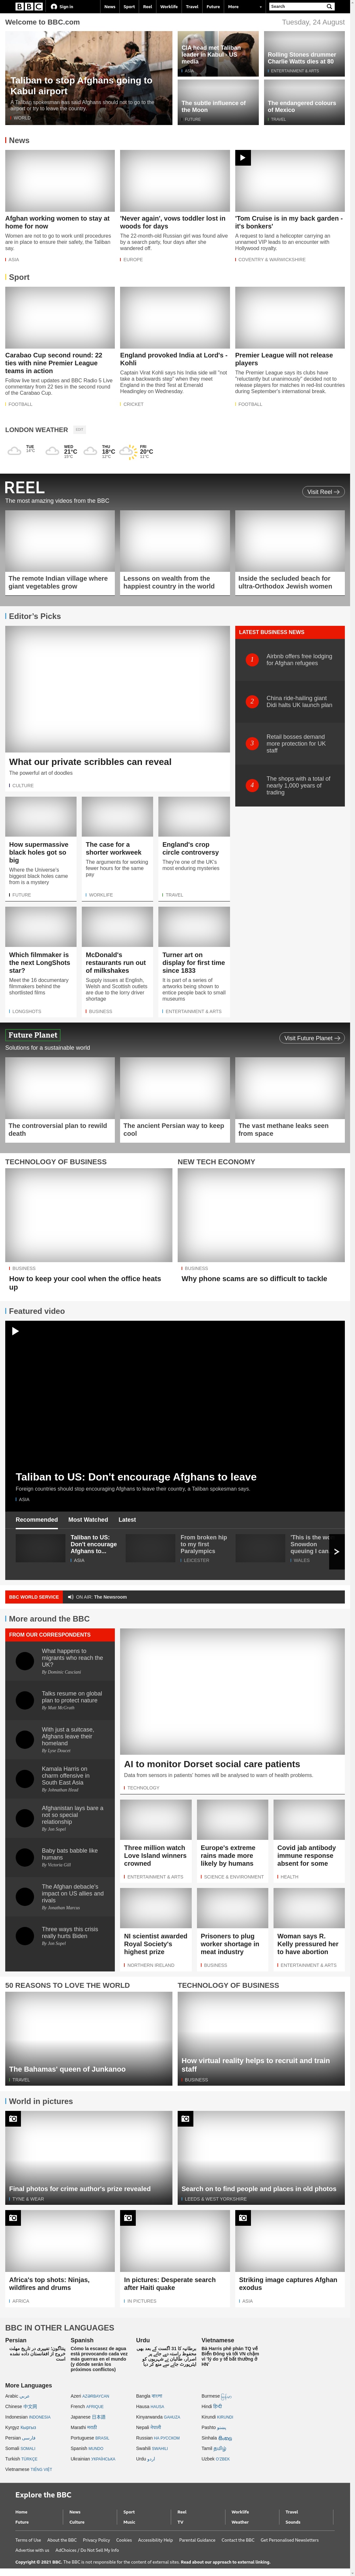 BBC
Sign in
News
Sport
Reel
Worklife
Travel
Future
More
Search
Welcome to BBC.com
Tuesday, 24 August
Taliban to stop Afghans going to
Kabul airport
A Taliban spokesman has said Afghans should not to go to the
airport or try to leave the country.
WORLD
CIA head met Taliban
leader in Kabul - US
media
ASIA
Rolling Stones drummer
Charlie Watts dies at 80
ENTERTAINMENT & ARTS
The subtle influence of
the Moon
FUTURE
The endangered colours
of Mexico
TRAVEL
News
Afghan working women to stay at
home for now
Women are not to go to work until procedures
are in place to ensure their safety, the Taliban
say.
ASIA
'Never again', vows toddler lost in
woods for days
The 22-month-old Russian girl was found alive
by a search party, four days after she
wandered off.
EUROPE
'Tom Cruise is in my back garden -
it's bonkers'
A request to land a helicopter carrying an
unnamed VIP leads to an encounter with
Hollywood royalty.
COVENTRY & WARWICKSHIRE
Sport
Carabao Cup second round: 22
ties with nine Premier League
teams in action
Follow live text updates and BBC Radio 5 Live
commentary from 22 ties in the second round
of the Carabao Cup.
FOOTBALL
England provoked India at Lord's -
Kohli
Captain Virat Kohli says his India side will "not
take a backwards step" when they meet
England in the third Test at Emerald
Headingley on Wednesday.
CRICKET
Premier League will not release
players
The Premier League says its clubs have
"reluctantly but unanimously" decided not to
release players for matches in red-list countries
during September's international break.
FOOTBALL
LONDON WEATHER
EDIT
TUE
14°C
WED
21°C
15°C
THU
18°C
12°C
FRI
20°C
11°C
REEL
The most amazing videos from the BBC
Visit Reel
The remote Indian village where
giant vegetables grow
Lessons on wealth from the
happiest country in the world
Inside the secluded beach for
ultra-Orthodox Jewish women
Editor's Picks
What our private scribbles can reveal
The powerful art of doodles
CULTURE
LATEST BUSINESS NEWS
1
Airbnb offers free lodging
for Afghan refugees
2
China ride-hailing giant
Didi halts UK launch plan
3
Retail bosses demand
more protection for UK
staff
4
The shops with a total of
nearly 1,000 years of
trading
How supermassive
black holes got so
big
Where the Universe's
biggest black holes came
from is a mystery
FUTURE
The case for a
shorter workweek
The arguments for working
fewer hours for the same
pay
WORKLIFE
England's crop
circle controversy
They're one of the UK's
most enduring mysteries
TRAVEL
Which filmmaker is
the next LongShots
star?
Meet the 16 documentary
filmmakers behind the
shortlisted films
LONGSHOTS
McDonald's
restaurants run out
of milkshakes
Supply issues at English,
Welsh and Scottish outlets
are due to the lorry driver
shortage
BUSINESS
Turner art on
display for first time
since 1833
It is part of a series of
artworks being shown to
entice people back to small
museums
ENTERTAINMENT & ARTS
Future Planet
Solutions for a sustainable world
Visit Future Planet
The controversial plan to rewild
death
The ancient Persian way to keep
cool
The vast methane leaks seen
from space
TECHNOLOGY OF BUSINESS
BUSINESS
How to keep your cool when the office heats
up
NEW TECH ECONOMY
BUSINESS
Why phone scams are so difficult to tackle
Featured video
Taliban to US: Don't encourage Afghans to leave
Foreign countries should stop encouraging Afghans to leave their country, a Taliban spokesperson says.
ASIA
Recommended
Most Watched
Latest
Taliban to US:
Don't encourage
Afghans to...
ASIA
From broken hip
to my first
Paralympics
LEICESTER
'This is the
Snowdon
queuing I can
WALES
BBC WORLD SERVICE
ON AIR: The Newsroom
More around the BBC
FROM OUR CORRESPONDENTS
What happens to
migrants who reach the
UK?
By Dominic Casciani
Talks resume on global
plan to protect nature
By Matt McGrath
With just a suitcase,
Afghans leave their
homeland
By Lyse Doucet
Kamala Harris on
charm offensive in
South East Asia
By Johnathan Head
Afghanistan lays bare a
not so special
relationship
By Jon Sopel
Baby bats babble like
humans
By Victoria Gill
The Afghan debacle's
impact on US allies and
rivals
By Jonathan Marcus
Three ways this crisis
really hurts Biden
By Jon Sopel
AI to monitor Dorset social care patients
Data from sensors in patients' homes will be analysed to warn of health problems.
TECHNOLOGY
Three million watch
Love Island winners
crowned
ENTERTAINMENT & ARTS
Europe's extreme
rains made more
likely by humans
SCIENCE & ENVIRONMENT
Covid jab antibody
immune response
absent for some
HEALTH
NI scientist awarded
Royal Society's
highest prize
NORTHERN IRELAND
Prisoners to plug
worker shortage in
meat industry
BUSINESS
Woman says R.
Kelly pressured her
to have abortion
ENTERTAINMENT & ARTS
50 REASONS TO LOVE THE WORLD
The Bahamas' queen of Junkanoo
TRAVEL
TECHNOLOGY OF BUSINESS
How virtual reality helps to recruit and train
staff
BUSINESS
World in pictures
Final photos for crime author's prize revealed
TYNE & WEAR
Search on to find people and places in old photos
LEEDS & WEST YORKSHIRE
Africa's top shots: Ninjas,
wildfires and drums
AFRICA
In pictures: Desperate search
after Haiti quake
IN PICTURES
Striking image captures Afghan
exodus
ASIA
BBC IN OTHER LANGUAGES
Persian
Spanish
Cómo la escasez de agua
está provocando cada vez
más guerras en el mundo
(y dónde serán los
próximos conflictos)
Urdu
Vietnamese
Bà Harris phê phán TQ về
More Languages
Arabic عربي
Azeri AZƏRBAYCAN
Bangla বাংলা
Burmese
Chinese 中文网
French AFRIQUE
Hausa HAUSA
Hindi हिन्दी
Indonesian INDONESIA
Japanese 日本語
Kinyarwanda GAHUZA
Kirundi KIRUNDI
Kyrgyz Кыргыз
Marathi मराठी
Nepali नेपाली
Pashto پښتو
Persian فارسی
Portuguese BRASIL
Russian НА РУССКОМ
Sinhala සිංහල
Somali SOMALI
Spanish MUNDO
Swahili SWAHILI
Tamil தமிழ்
Turkish TÜRKÇE
Ukrainian УКРАЇНСЬКА
Urdu اردو
Uzbek O'ZBEK
Vietnamese TIẾNG VIỆT
Explore the BBC
Home
News
Sport
Reel
Worklife
Travel
Future
Culture
Music
TV
Weather
Sounds
Terms of Use
About the BBC
Privacy Policy
Cookies
Accessibility Help
Parental Guidance
Contact the BBC
Get Personalised Newsletters
Advertise with us
AdChoices / Do Not Sell My Info
Copyright © 2021 BBC. The BBC is not responsible for the content of external sites. Read about our approach to external linking.